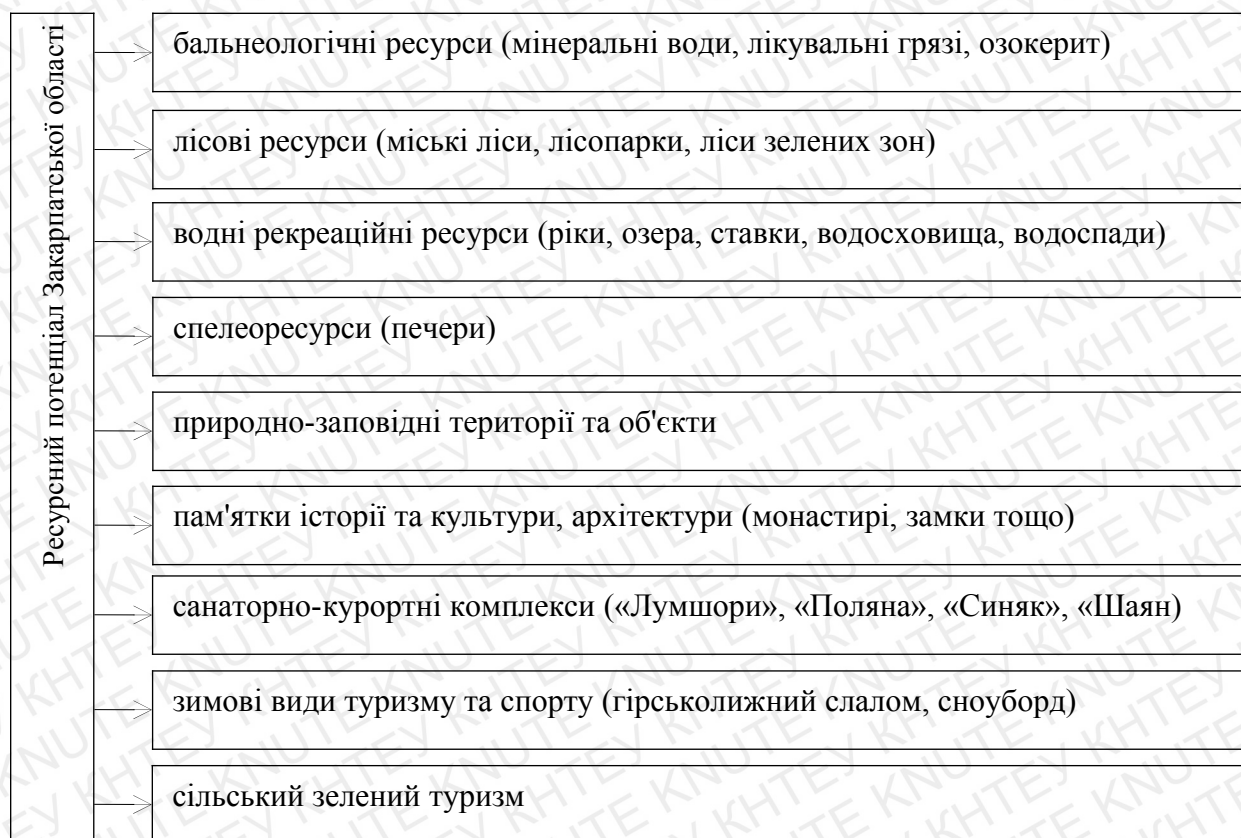 Ресурсний потенціал Закарпатської області
бальнеологічні ресурси (мінеральні води, лікувальні грязі, озокерит)
лісові ресурси (міські ліси, лісопарки, ліси зелених зон)
водні рекреаційні ресурси (ріки, озера, ставки, водосховища, водоспади)
спелеоресурси (печери)
природно-заповідні території та об'єкти
пам'ятки історії та культури, архітектури (монастирі, замки тощо)
санаторно-курортні комплекси («Лумшори», «Поляна», «Синяк», «Шаян)
зимові види туризму та спорту (гірськолижний слалом, сноуборд)
сільський зелений туризм